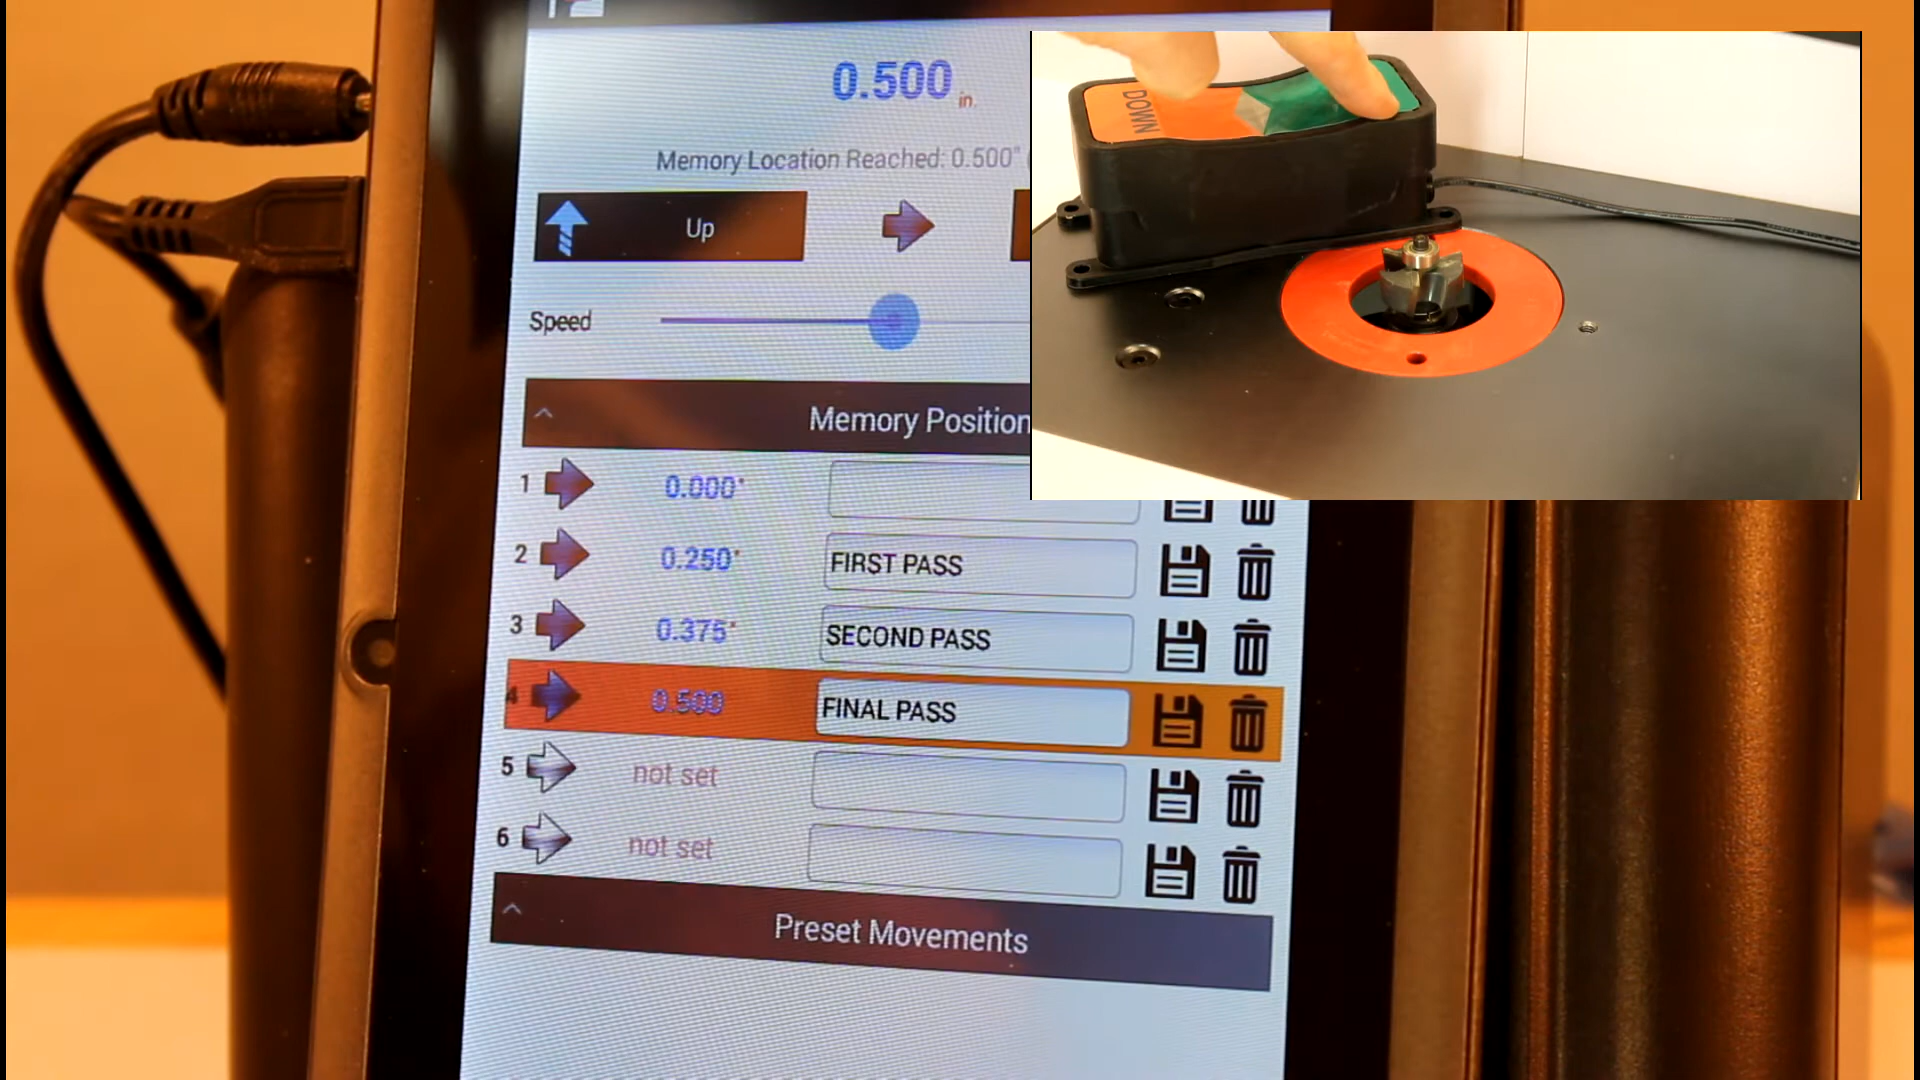 0.500 in.
Memory Location Reached: 0.500"
Up
Speed
Memory Position
1 0.000"
2 0.250" FIRST PASS
3 0.375" SECOND PASS
4 0.500 FINAL PASS
5 not set
6 not set
Preset Movements
DOWN